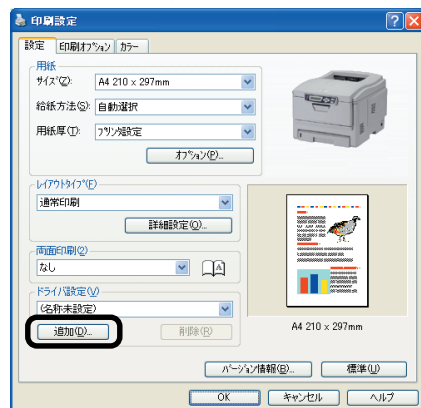 印刷設定
設定 印刷ｵﾌﾟｼｮﾝ ｶﾗｰ
用紙
ｻｲｽﾞ(Z): A4 210 x 297mm
給紙方法(S): 自動選択
用紙厚(T): ﾌﾟﾘﾝﾀ設定
ｵﾌﾟｼｮﾝ(P)...
ﾚｲｱｳﾄﾀｲﾌﾟ(F)
通常印刷
詳細設定(O)...
両面印刷(2)
なし
ﾄﾞﾗｲﾊﾞ設定(V)
(名称未設定)
追加(D)... 削除(R)
A4 210 x 297mm
ﾊﾞｰｼﾞｮﾝ情報(B)... 標準(U)
OK キャンセル ヘルプ